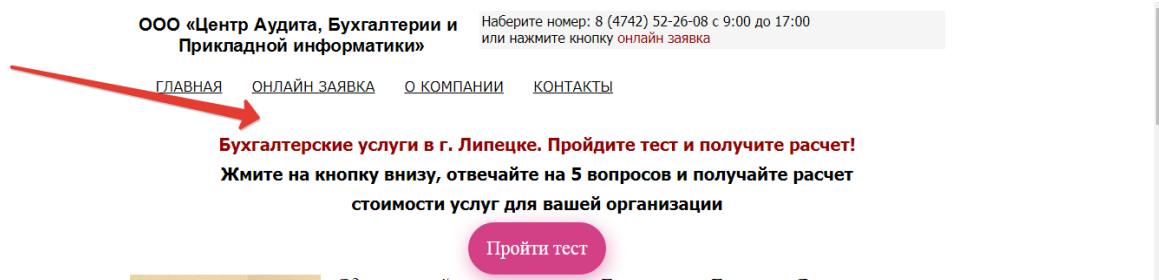 ООО «Центр Аудита, Бухгалтерии и
Прикладной информатики»
Наберите номер: 8 (4742) 52-26-08 с 9:00 до 17:00
или нажмите кнопку онлайн заявка
ГЛАВНАЯ ОНЛАЙН ЗАЯВКА О КОМПАНИИ КОНТАКТЫ
Бухгалтерские услуги в г. Липецке. Пройдите тест и получите расчет!
Жмите на кнопку внизу, отвечайте на 5 вопросов и получайте расчет
стоимости услуг для вашей организации
Пройти тест